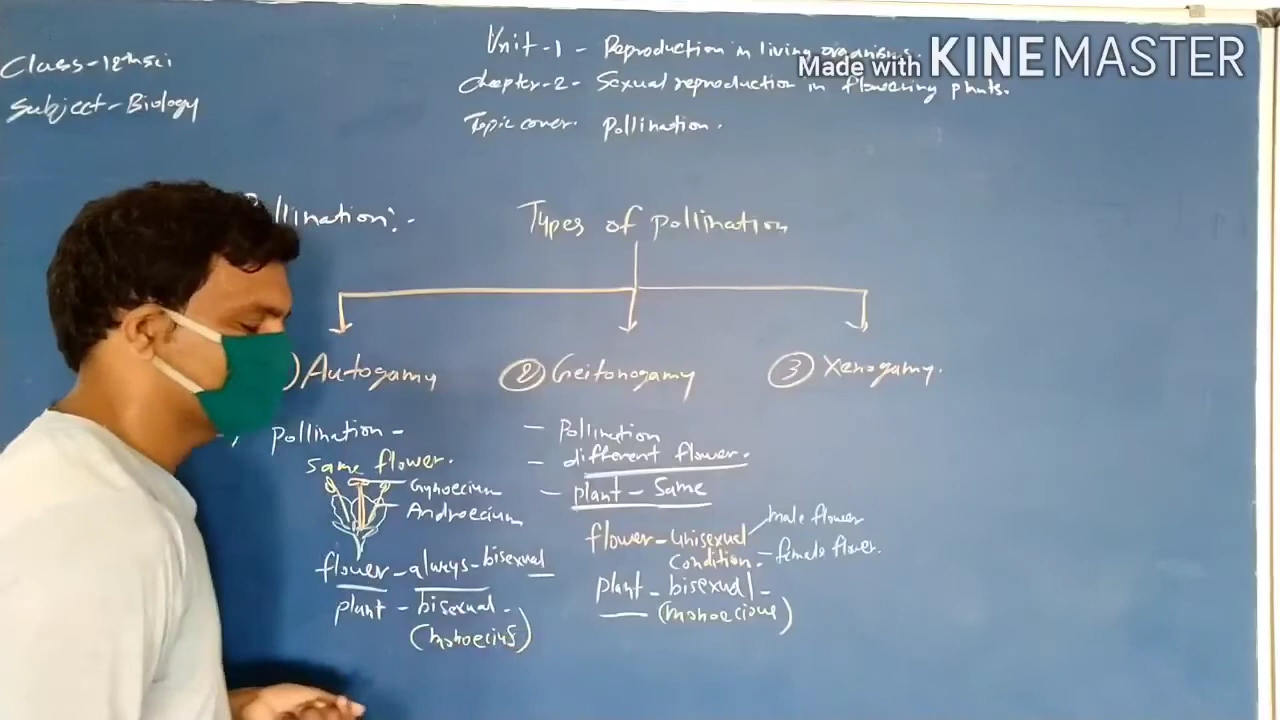 Class-12th sci
Subject-Biology
Unit-1 - Reproduction in living organisms.
Made with KINEMASTER
Chapter-2- Sexual reproduction in flowering plants.
Topic cover. Pollination.
Pollination:-
Types of pollination
) Autogamy
② Geitonogamy
③ Xenogamy.
pollination -
same flower.
Gynoecium
Androecium
flower - always - bisexual
plant - bisexual -
(monoecius)
- Pollination
- different flower.
- plant - Same
flower - unisexual
condition.
- male flower
- female flower.
plant - bisexual -
(monoecious)